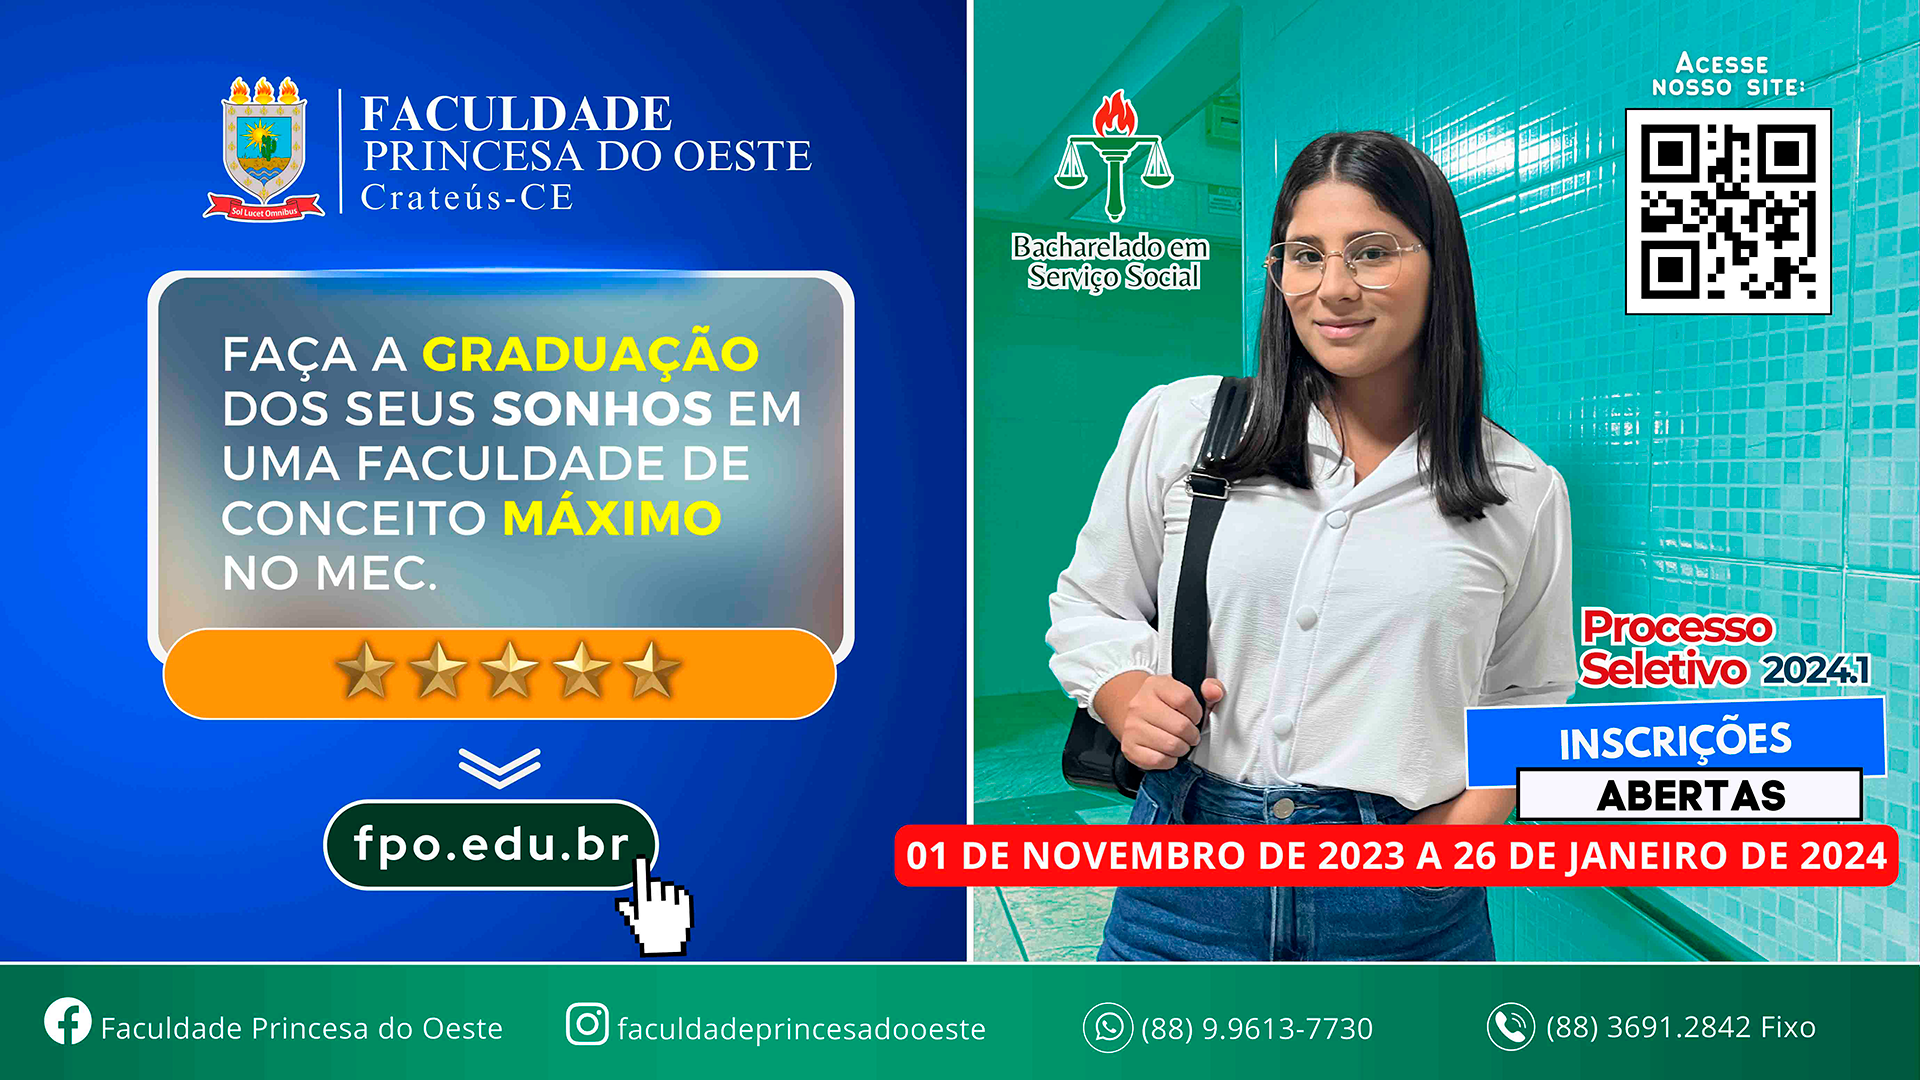 FACULDADE
PRINCESA DO OESTE
Crateús-CE
Sol Lucet Omnibus
FAÇA A GRADUAÇÃO
DOS SEUS SONHOS EM
UMA FACULDADE DE
CONCEITO MÁXIMO
NO MEC.
fpo.edu.br
Bacharelado em
Serviço Social
ACESSE
NOSSO SITE:
Processo
Seletivo 2024.1
INSCRIÇÕES
ABERTAS
01 DE NOVEMBRO DE 2023 A 26 DE JANEIRO DE 2024
Faculdade Princesa do Oeste
faculdadeprincesadooeste
(88) 9.9613-7730
(88) 3691.2842 Fixo